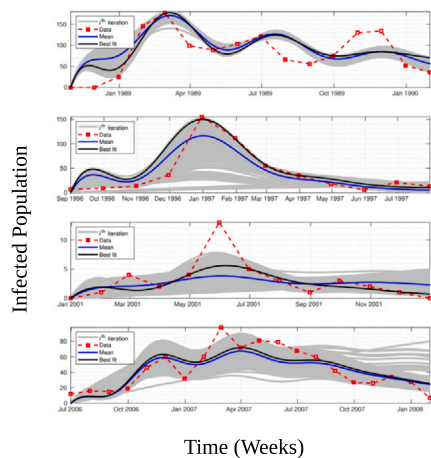 150
100
50
0
i th iteration
Data
Mean
Best fit
Jan 1989
Apr 1989
Jul 1989
Oct 1989
Jan 1990
150
100
50
0
i th iteration
Data
Mean
Best fit
Sep 1996 Oct 1996 Nov 1996 Dec 1996 Jan 1997 Feb 1997 Mar 1997 Apr 1997 May 1997 Jun 1997 Jul 1997
Infected Population
10
5
0
i th iteration
Data
Mean
Best fit
Jan 2001 Mar 2001 May 2001 Jul 2001 Sep 2001 Nov 2001
80
60
40
20
0
i th iteration
Data
Mean
Best fit
Jul 2006 Oct 2006 Jan 2007 Apr 2007 Jul 2007 Oct 2007 Jan 2008
Time (Weeks)